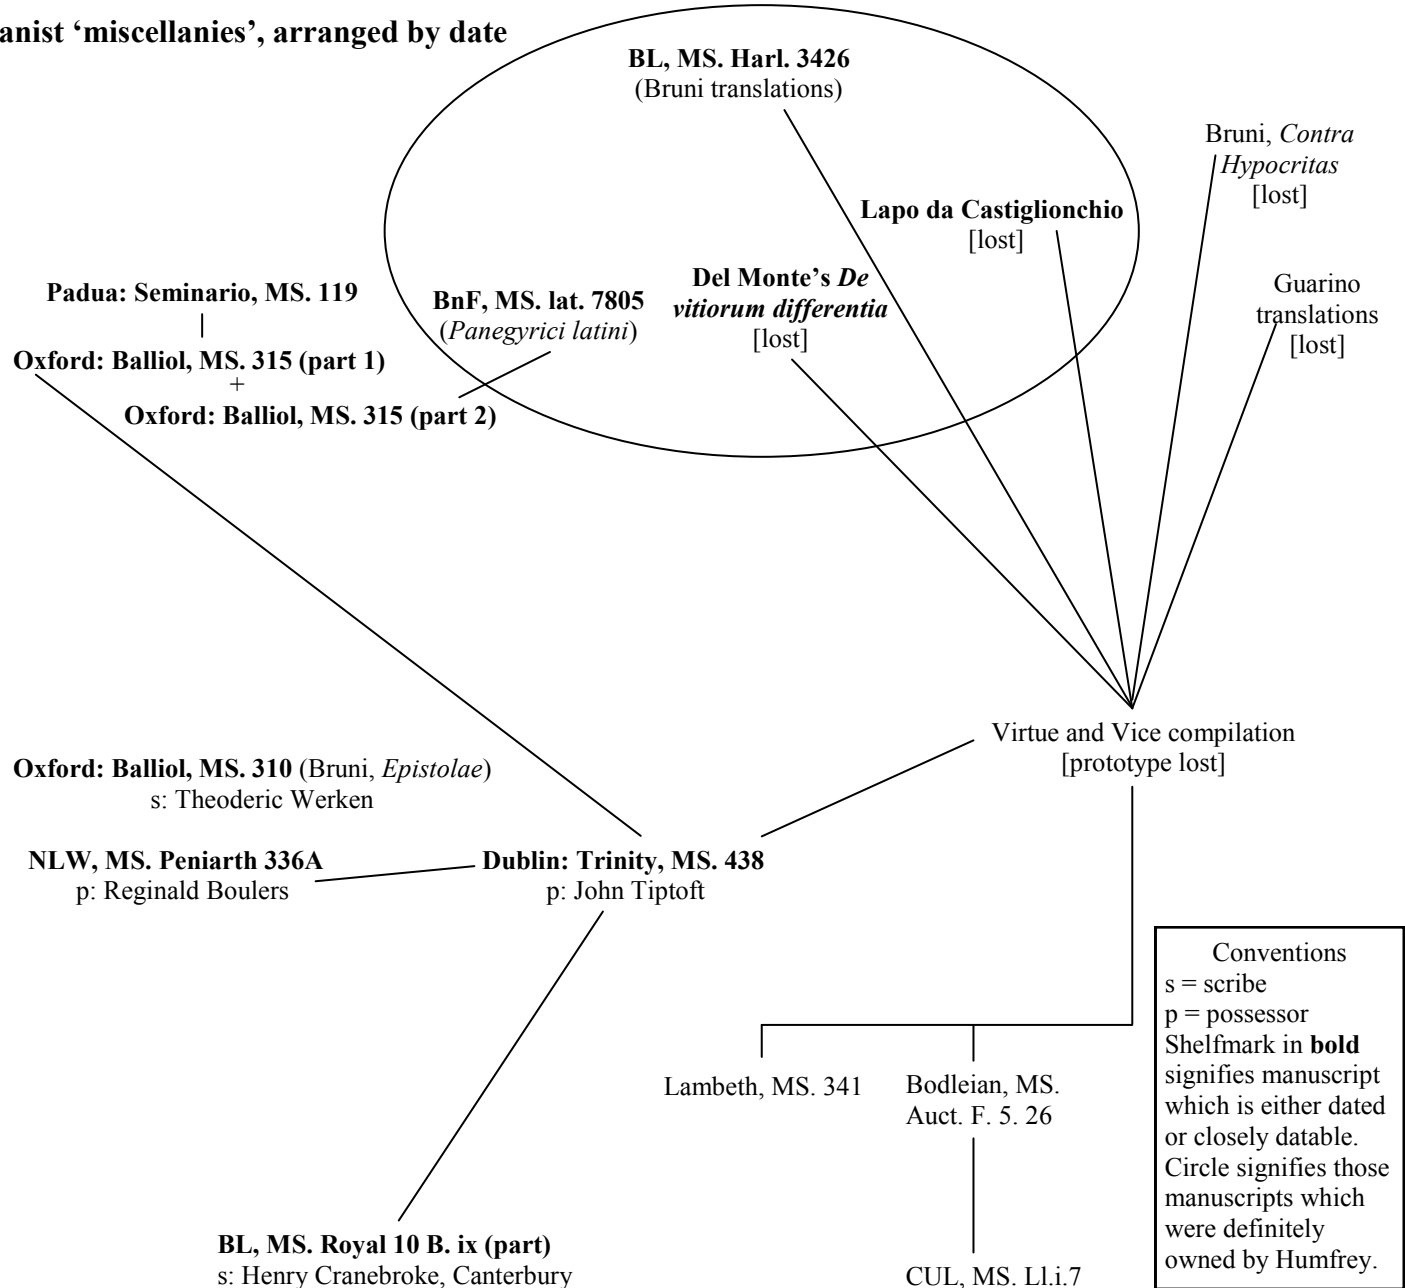 anist ‘miscellanies’, arranged by date
BL, MS. Harl. 3426
(Bruni translations)
Bruni, Contra
Hypocritas
[lost]
Lapo da Castiglionchio
[lost]
Del Monte’s De
vitiorum differentia
[lost]
Guarino
translations
[lost]
Padua: Seminario, MS. 119
BnF, MS. lat. 7805
(Panegyrici latini)
Oxford: Balliol, MS. 315 (part 1)
+
Oxford: Balliol, MS. 315 (part 2)
Virtue and Vice compilation
[prototype lost]
Oxford: Balliol, MS. 310 (Bruni, Epistolae)
s: Theoderic Werken
NLW, MS. Peniarth 336A
p: Reginald Boulers
Dublin: Trinity, MS. 438
p: John Tiptoft
Lambeth, MS. 341
Bodleian, MS.
Auct. F. 5. 26
BL, MS. Royal 10 B. ix (part)
s: Henry Cranebroke, Canterbury
CUL, MS. Ll.i.7
Conventions
s = scribe
p = possessor
Shelfmark in bold
signifies manuscript
which is either dated
or closely datable.
Circle signifies those
manuscripts which
were definitely
owned by Humfrey.